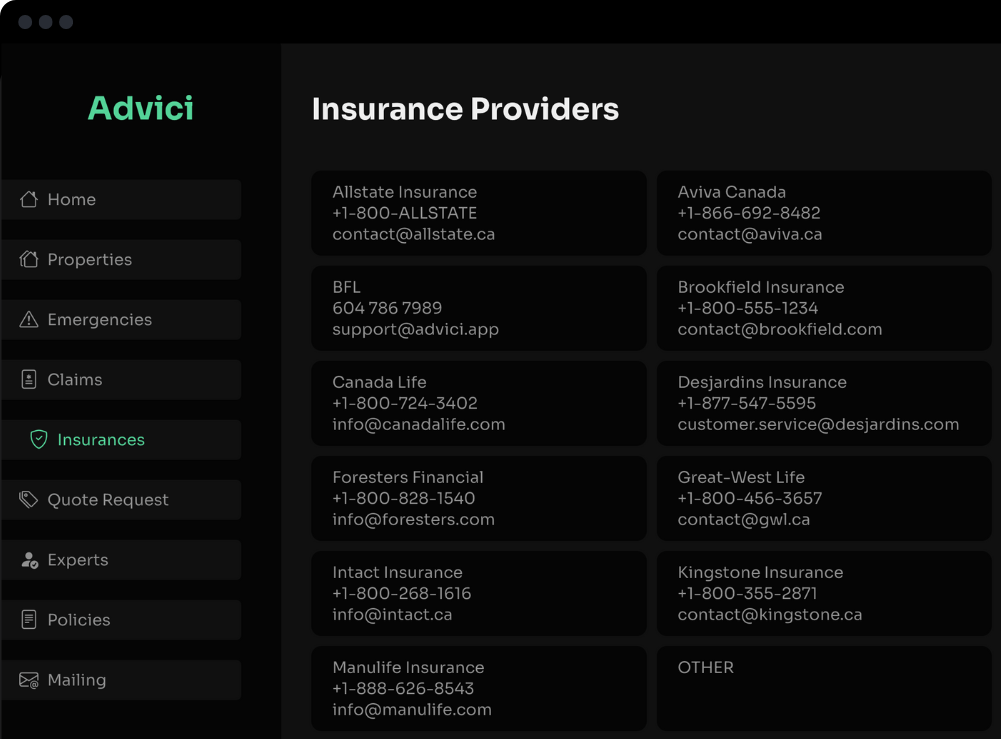 Advici
Home
Properties
Emergencies
Claims
Insurances
Quote Request
Experts
Policies
Mailing
Insurance Providers
Allstate Insurance
+1-800-ALLSTATE
contact@allstate.ca
Aviva Canada
+1-866-692-8482
contact@aviva.ca
BFL
604 786 7989
support@advici.app
Brookfield Insurance
+1-800-555-1234
contact@brookfield.com
Canada Life
+1-800-724-3402
info@canadalife.com
Desjardins Insurance
+1-877-547-5595
customer.service@desjardins.com
Foresters Financial
+1-800-828-1540
info@foresters.com
Great-West Life
+1-800-456-3657
contact@gwl.ca
Intact Insurance
+1-800-268-1616
info@intact.ca
Kingstone Insurance
+1-800-355-2871
contact@kingstone.ca
Manulife Insurance
+1-888-626-8543
info@manulife.com
OTHER